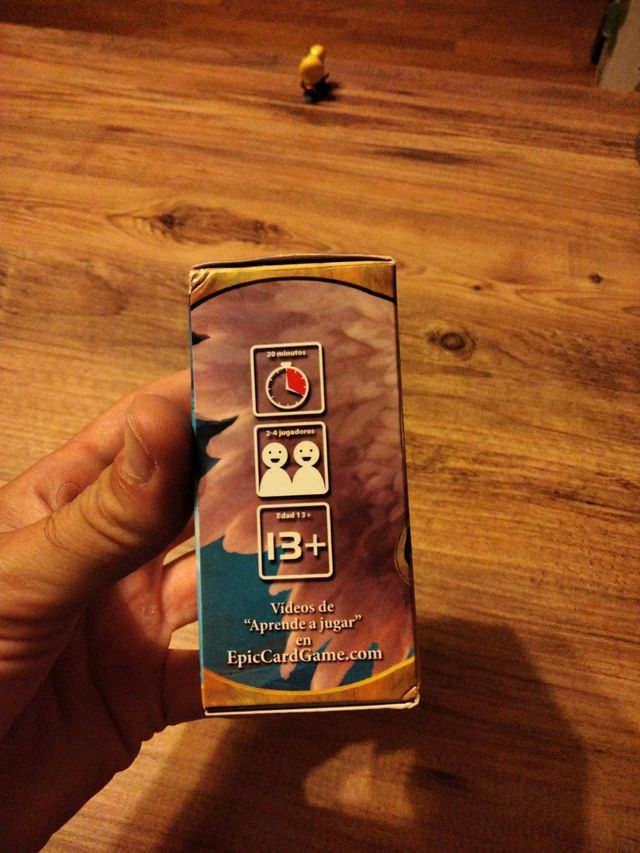 20 minutos
2-4 jugadores
Edad 13+
13+
Vídeos de
"Aprende a jugar"
en
EpicCardGame.com